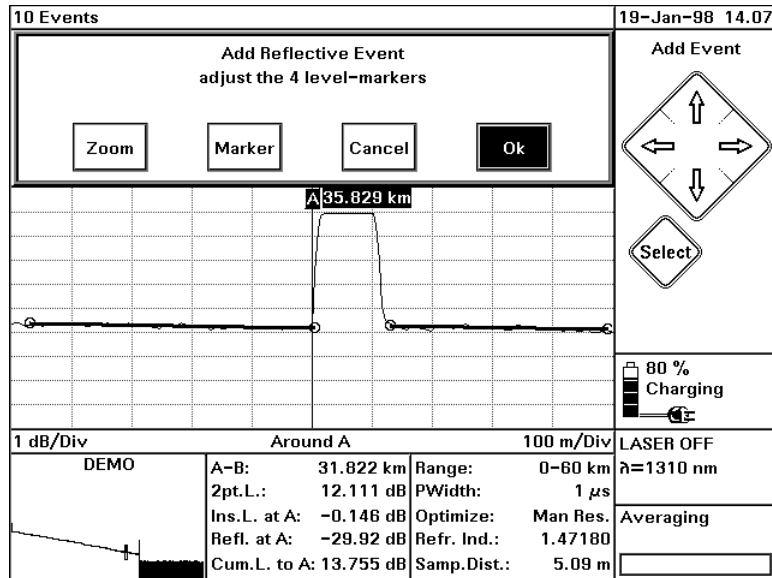 10 Events
19-Jan-98 14.07
Add Reflective Event
adjust the 4 level-markers
Zoom
Marker
Cancel
Ok
Add Event
Select
A 35.829 km
80 %
Charging
1 dB/Div
Around A
100 m/Div
LASER OFF
λ=1310 nm
Averaging
DEMO
A-B: 31.822 km
2pt.L.: 12.111 dB
Ins.L. at A: -0.146 dB
Refl. at A: -29.92 dB
Cum.L. to A: 13.755 dB
Range: 0-60 km
PWidth: 1 μs
Optimize: Man Res.
Refr. Ind.: 1.47180
Samp.Dist.: 5.09 m